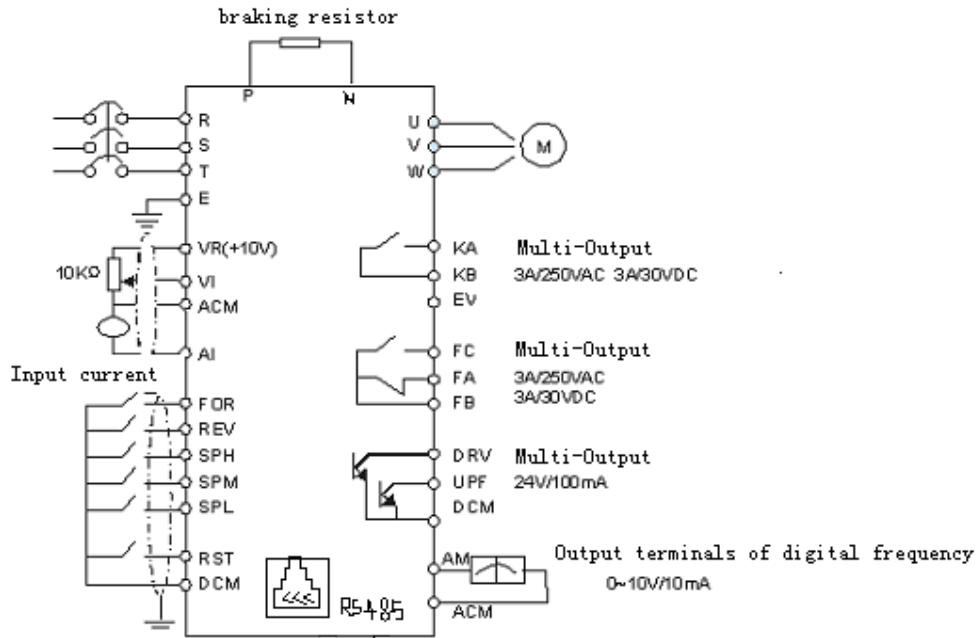 braking resistor
P N
R
S
T
E
U
V
W
M
VR(+10V)
10KΩ
VI
ACM
AI
Input current
FOR
REV
SPH
SPM
SPL
RST
DCM
RS485
KA Multi-Output
KB 3A/250VAC 3A/30VDC
EV
FC Multi-Output
FA 3A/250VAC
FB 3A/30VDC
DRV Multi-Output
UPF 24V/100mA
DCM
AM Output terminals of digital frequency
0~10V/10mA
ACM